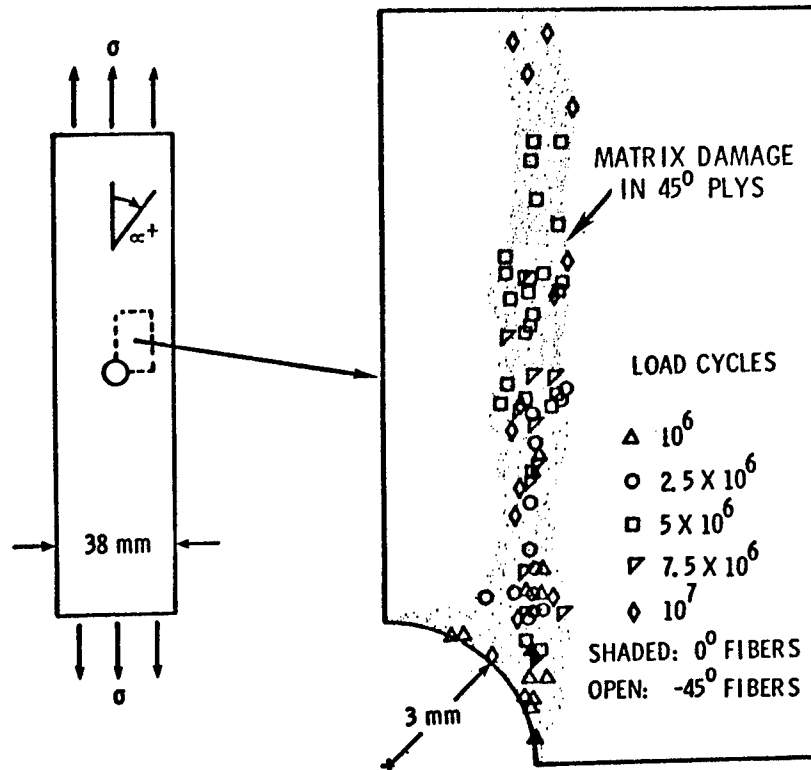 σ
∝+
38 mm
σ
MATRIX DAMAGE
IN 45⁰ PLYS
LOAD CYCLES
10⁶
2.5 X 10⁶
5 X 10⁶
7.5 X 10⁶
10⁷
SHADED: 0⁰ FIBERS
OPEN: -45⁰ FIBERS
3 mm